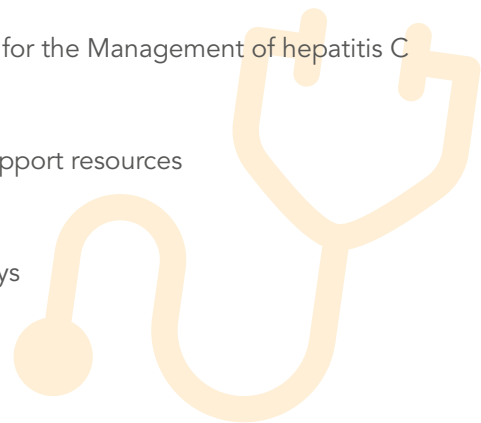 for the Management of hepatitis C
pport resources
ys